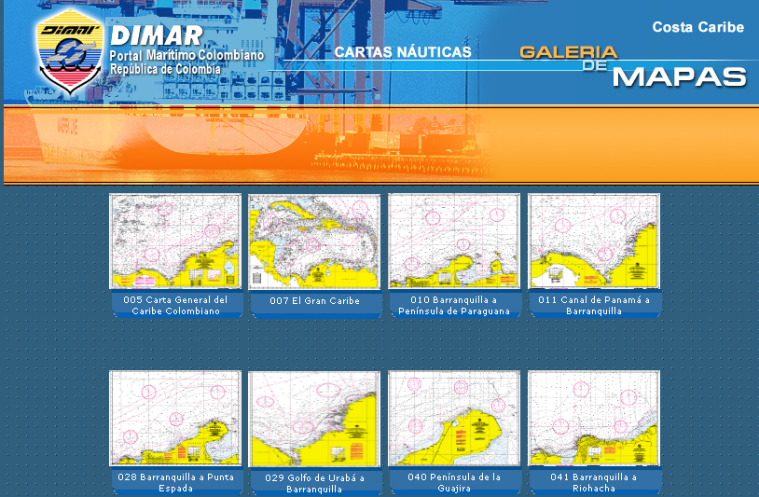 DIMAR
DIMAR
Portal Marítimo Colombiano
República de Colombia
CARTAS NÁUTICAS
Costa Caribe
GALERIA
DE
MAPAS
005 Carta General del
Caribe Colombiano
007 El Gran Caribe
010 Barranquilla a
Península de Paraguana
011 Canal de Panamá a
Barranquilla
028 Barranquilla a Punta
Espada
029 Golfo de Urabá a
Barranquilla
040 Península de la
Guajira
041 Barranquilla a
Riohacha